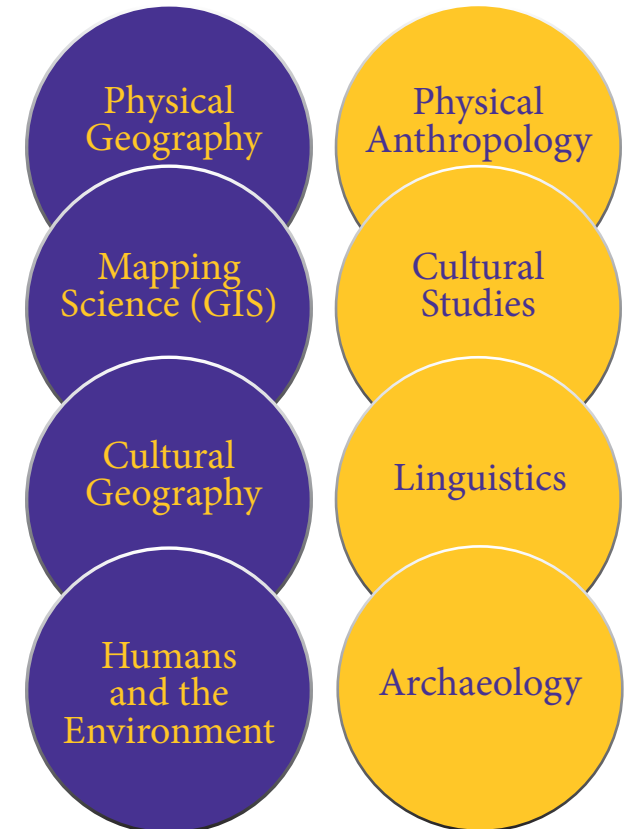 Physical
Geography
Mapping
Science (GIS)
Cultural
Geography
Humans
and the
Environment
Physical
Anthropology
Cultural
Studies
Linguistics
Archaeology